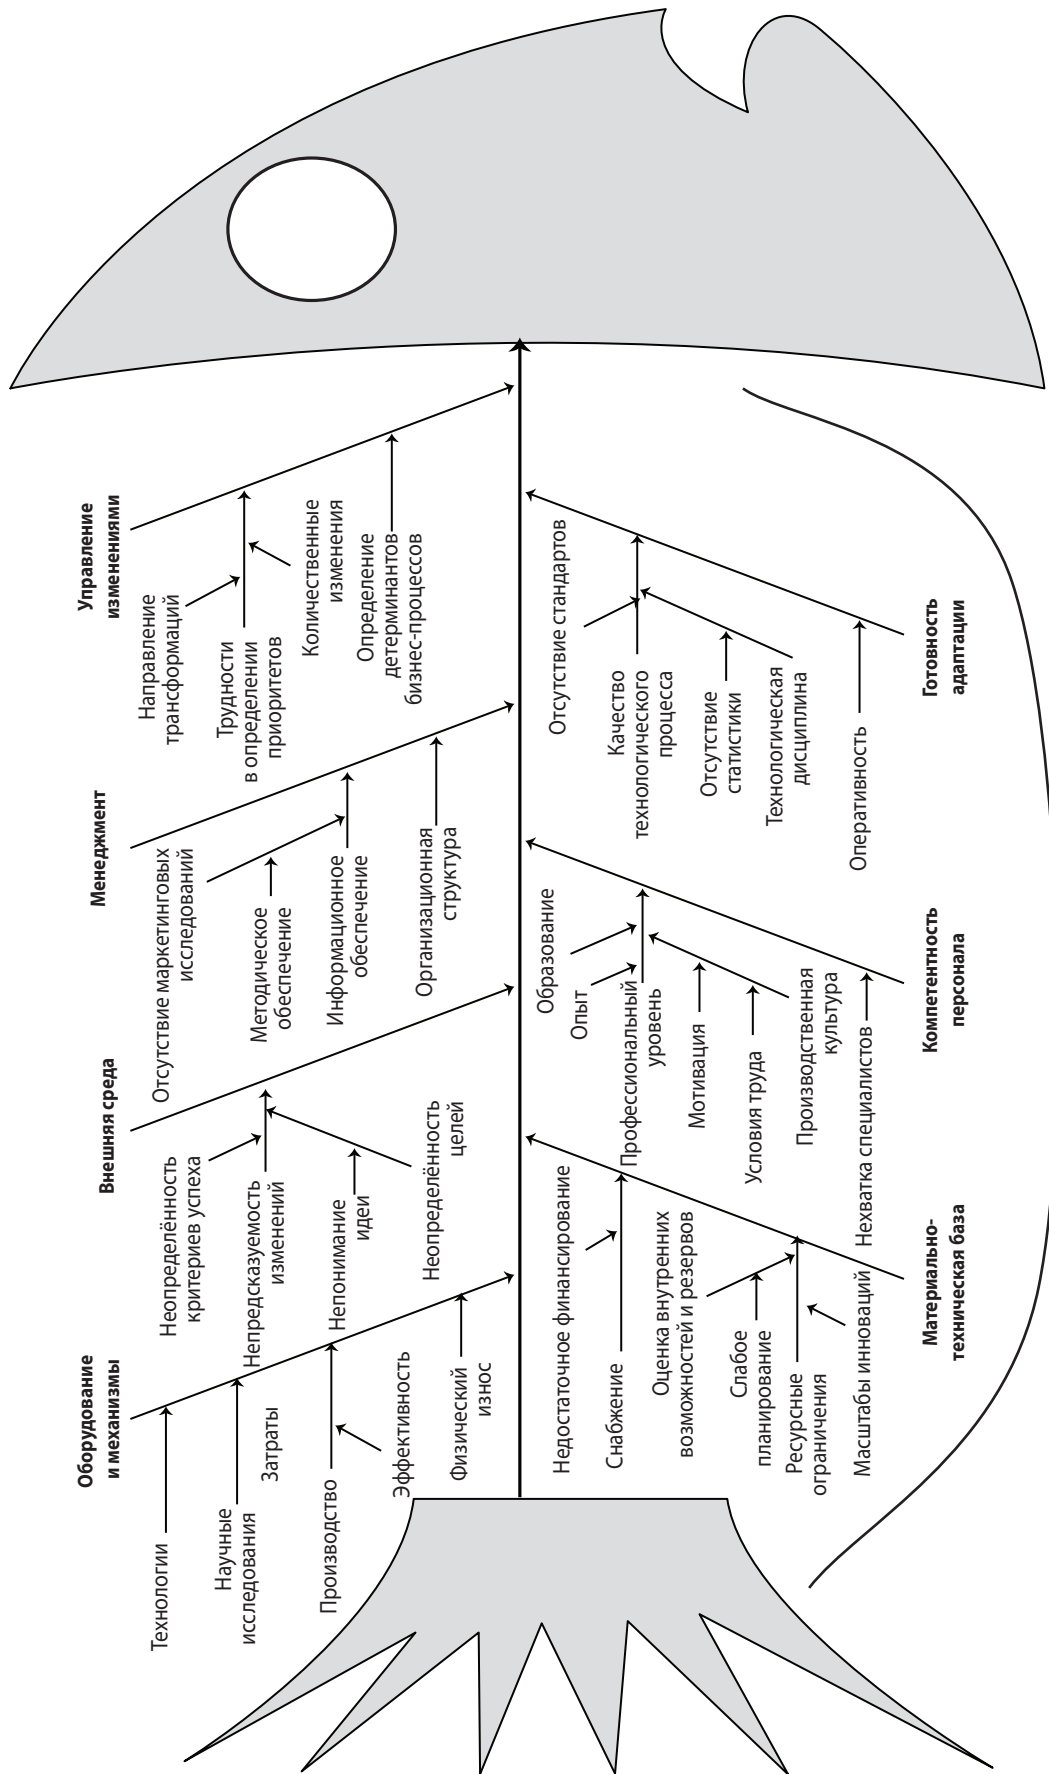 Оборудование
и механизмы
Технологии
Научные
исследования
Затраты
Производство
Эффективность
Физический
износ
Внешняя среда
Неопределённость
критериев успеха
Непредсказуемость
изменений
Непонимание
идеи
Неопределённость
целей
Менеджмент
Отсутствие маркетинговых
исследований
Методическое
обеспечение
Информационное
обеспечение
Организационная
структура
Управление
изменениями
Направление
трансформаций
Трудности
в определении
приоритетов
Количественные
изменения
Определение
детерминантов
бизнес-процессов
Недостаточное финансирование
Снабжение
Оценка внутренних
возможностей и резервов
Слабое
планирование
Ресурсные
ограничения
Масштабы инноваций
Материально-
техническая база
Образование
Опыт
Профессиональный
уровень
Мотивация
Условия труда
Производственная
культура
Нехватка специалистов
Компетентность
персонала
Отсутствие стандартов
Качество
технологического
процесса
Отсутствие
статистики
Технологическая
дисциплина
Оперативность
Готовность
адаптации